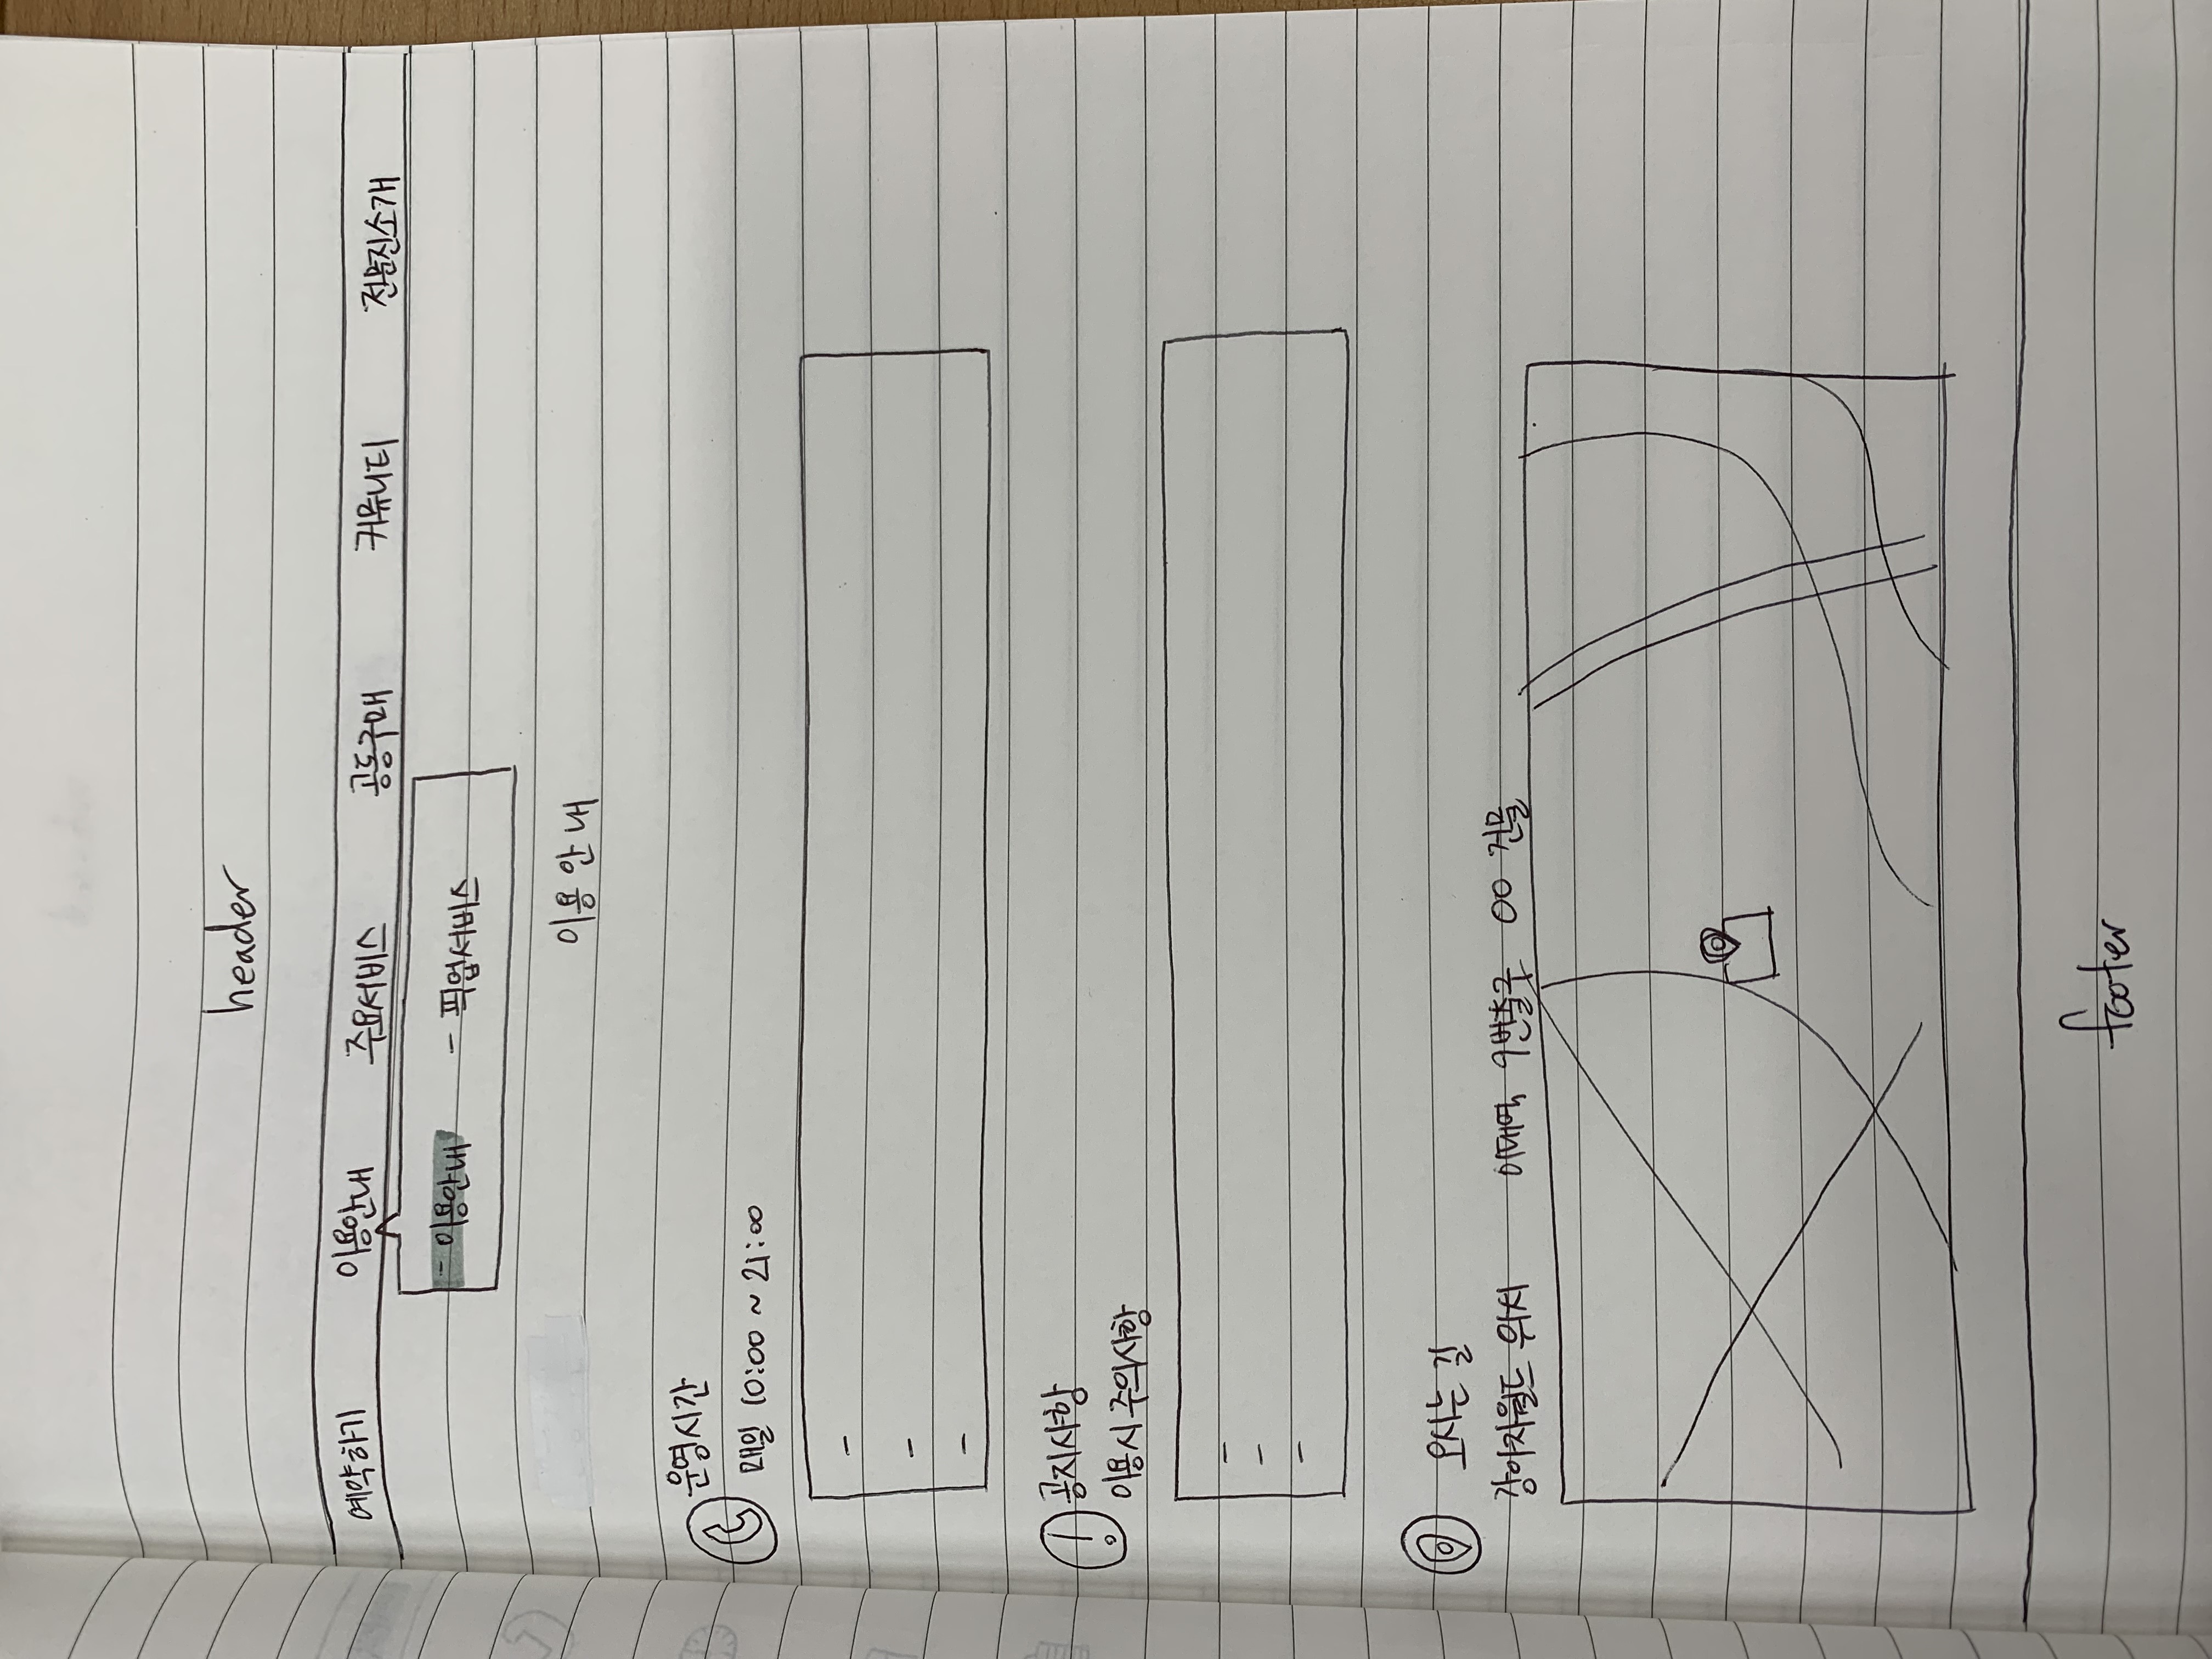 header
예약하기 이용안내 주요서비스 공동구매 커뮤니티 전문진소개
- 이용안내 - 픽업서비스
이용안내
운영시간
매일 10:00 ~ 21:00
-
-
-
공지사항
이용시 주의사항
-
-
-
오시는 길
강아지월드 위치 이대역 9번출구 00 건물
footer